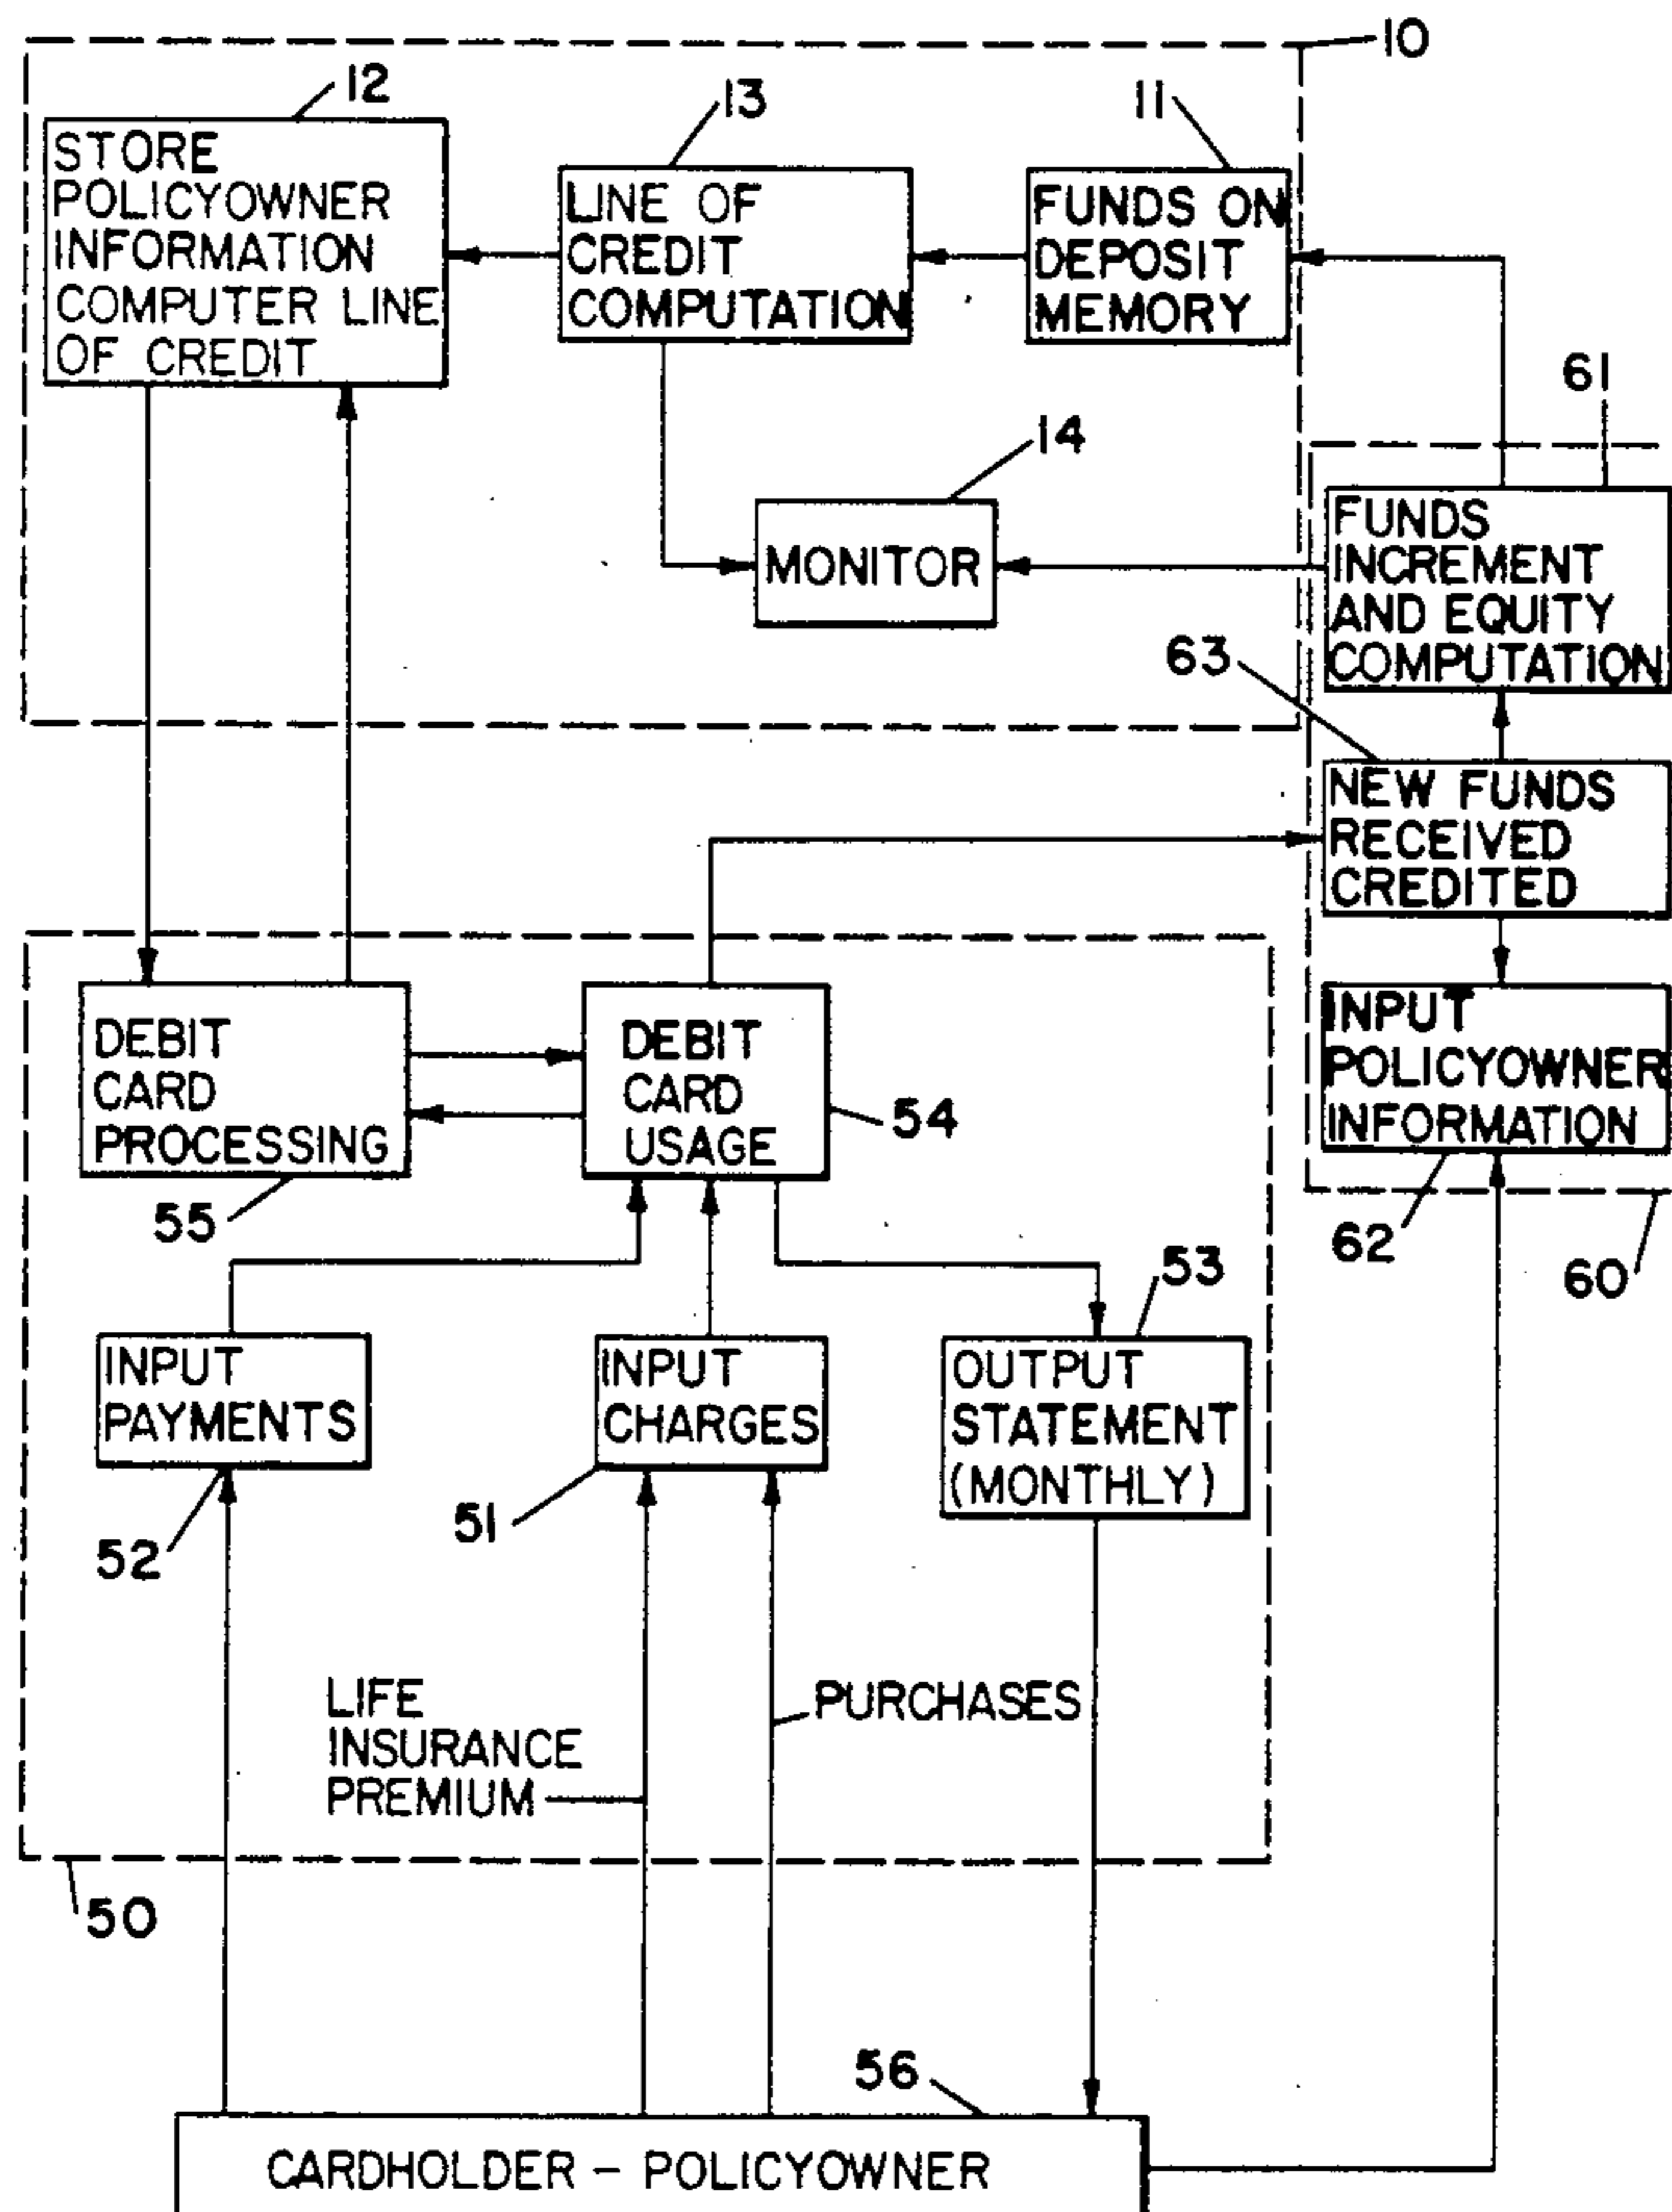 10
12
13
11
STORE
POLICYOWNER
INFORMATION
COMPUTER LINE
OF CREDIT
LINE OF
CREDIT
COMPUTATION
FUNDS ON
DEPOSIT
MEMORY
61
14
MONITOR
FUNDS
INCREMENT
AND EQUITY
COMPUTATION
63
NEW FUNDS
RECEIVED
CREDITED
DEBIT
CARD
PROCESSING
55
DEBIT
CARD
USAGE
54
INPUT
POLICYOWNER
INFORMATION
62
60
53
INPUT
PAYMENTS
52
INPUT
CHARGES
51
OUTPUT
STATEMENT
(MONTHLY)
LIFE
INSURANCE
PREMIUM
PURCHASES
50
56
CARDHOLDER - POLICYOWNER